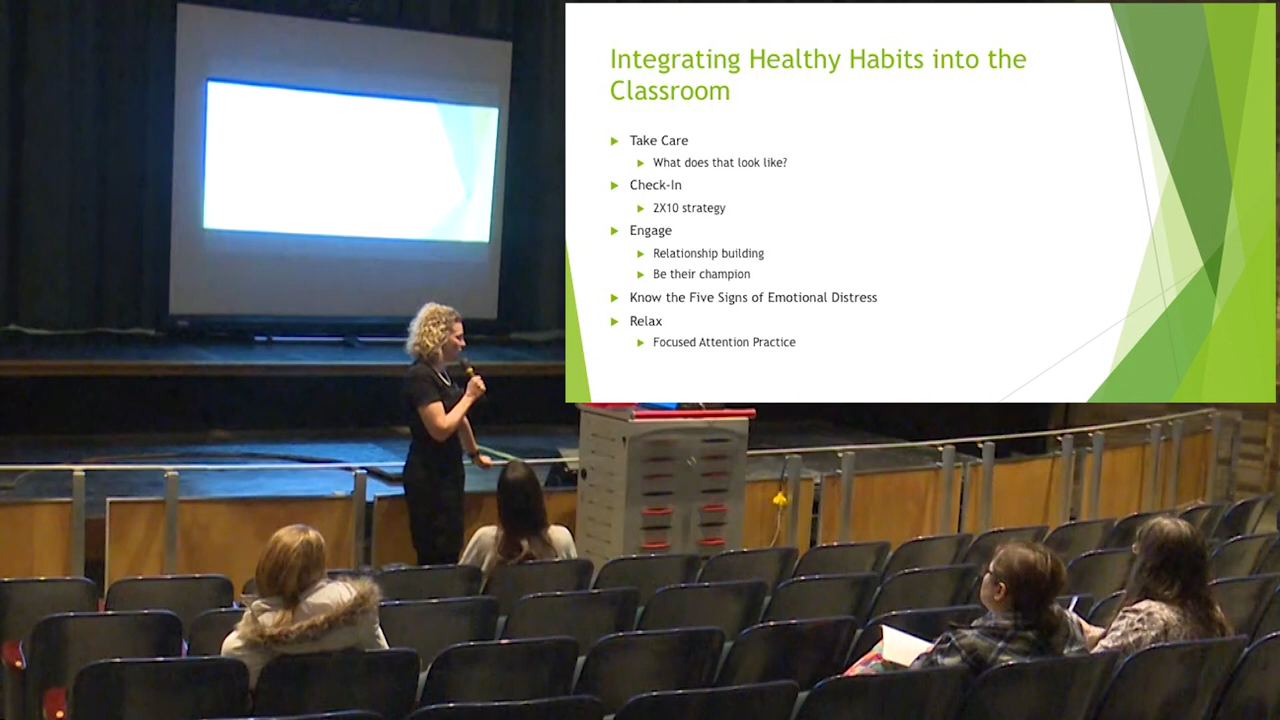 Integrating Healthy Habits into the
Classroom
Take Care
What does that look like?
Check-In
2X10 strategy
Engage
Relationship building
Be their champion
Know the Five Signs of Emotional Distress
Relax
Focused Attention Practice